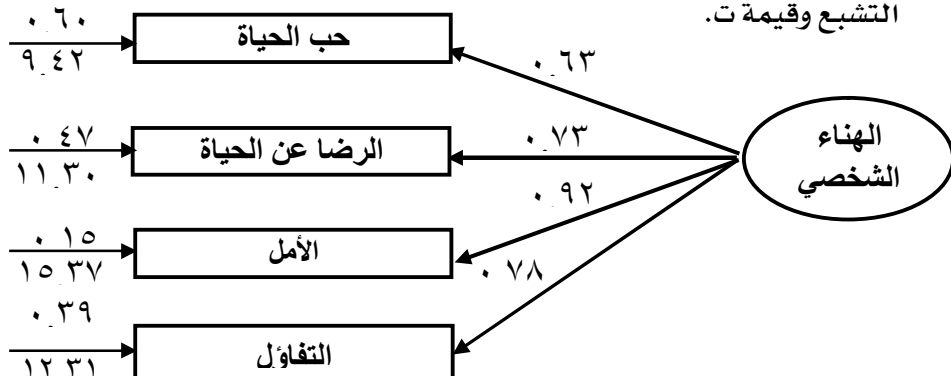 التشبع وقيمة ت.
الهناء
الشخصي
٠.٦٣
٠.٧٣
٠.٩٢
٠.٧٨
حب الحياة
٠.٦٠
٩.٤٢
الرضا عن الحياة
٠.٤٧
١١.٣٠
الأمل
٠.١٥
١٥.٣٧
التفاؤل
٠.٣٩
١٢.٣١